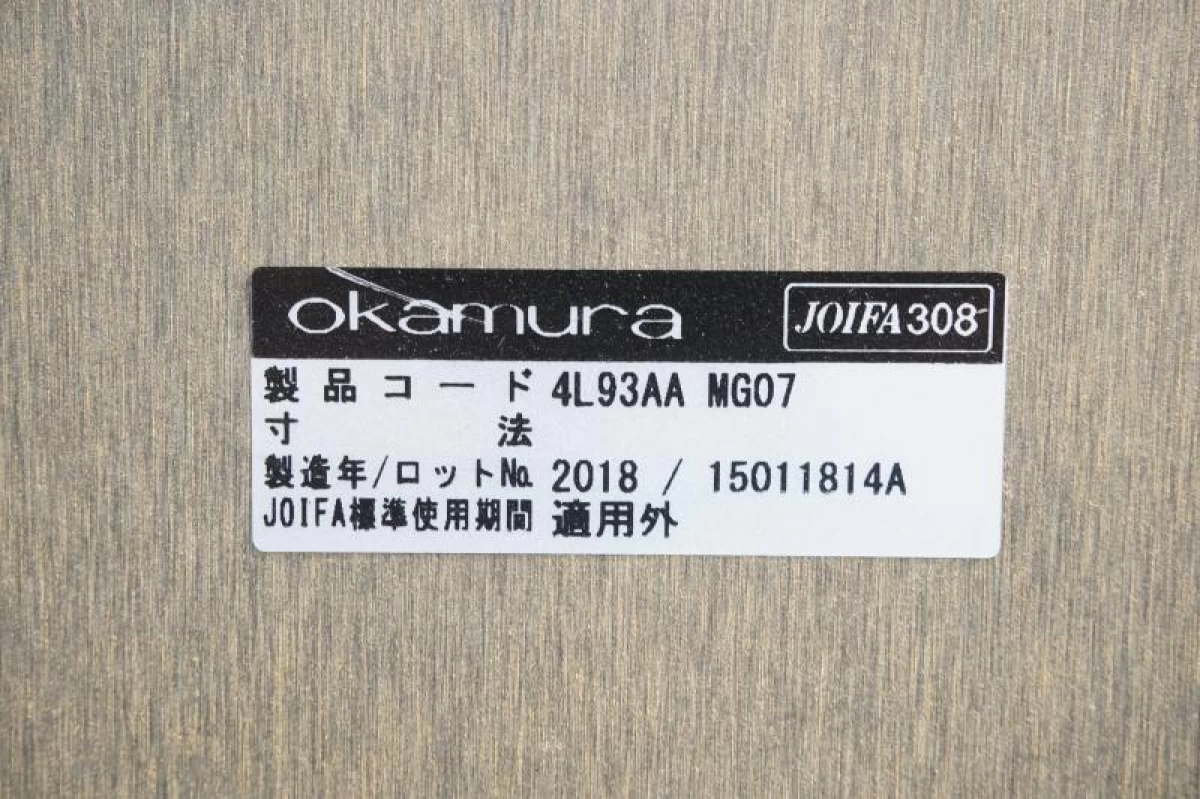 okamura JOIFA308
製品コード 4L93AA MG07
寸法
製造年/ロット№ 2018 / 15011814A
JOIFA標準使用期間 適用外